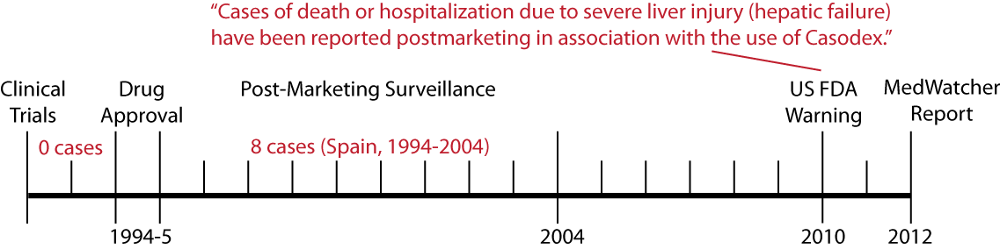 “Cases of death or hospitalization due to severe liver injury (hepatic failure)
have been reported postmarketing in association with the use of Casodex.”
Clinical
Trials
Drug
Approval
Post-Marketing Surveillance
US FDA
Warning
MedWatcher
Report
0 cases
8 cases (Spain, 1994-2004)
1994-5
2004
2010
2012